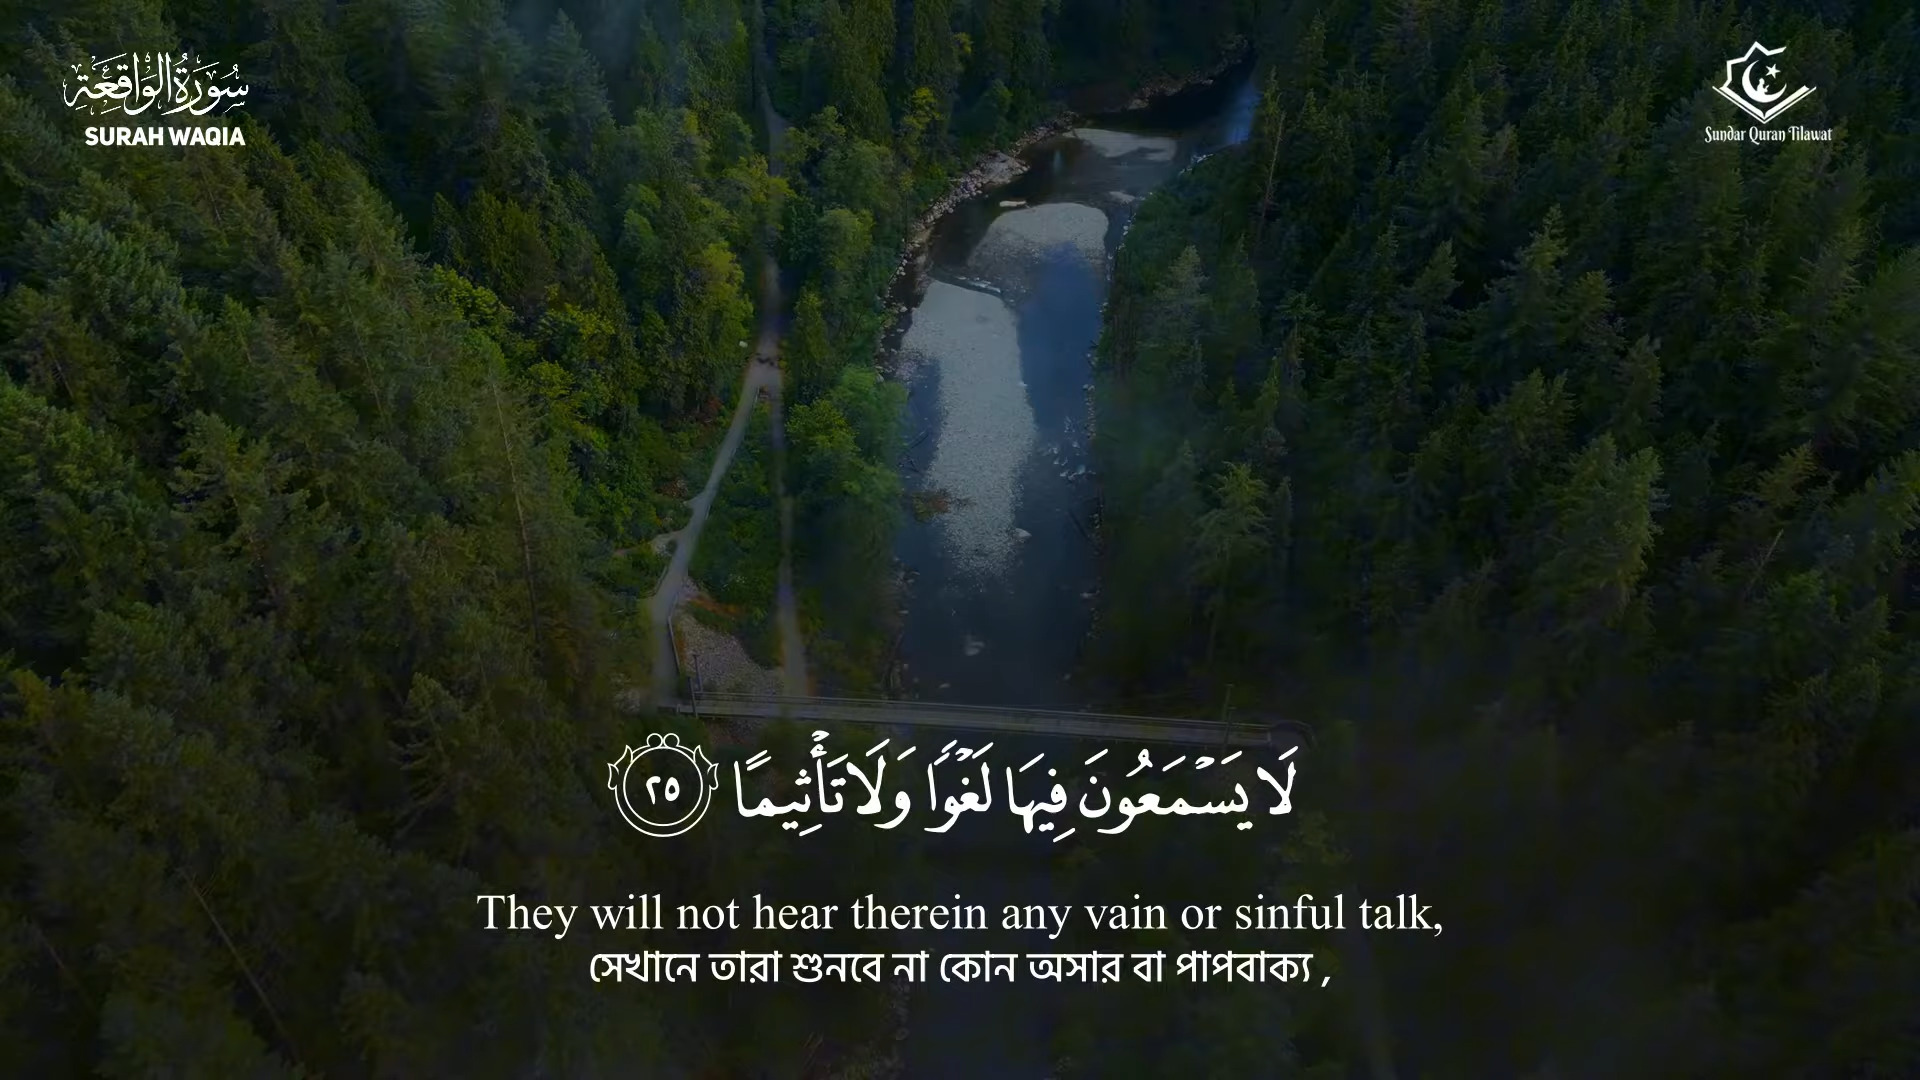 سُورَةُ الْوَاقِعَة
SURAH WAQIA
Sundar Quran Tilawat
لَا يَسۡمَعُونَ فِيهَا لَغۡوٗا وَلَا تَأۡثِيمًا ٢٥
They will not hear therein any vain or sinful talk,
সেখানে তারা শুনবে না কোন অসার বা পাপবাক্য ,